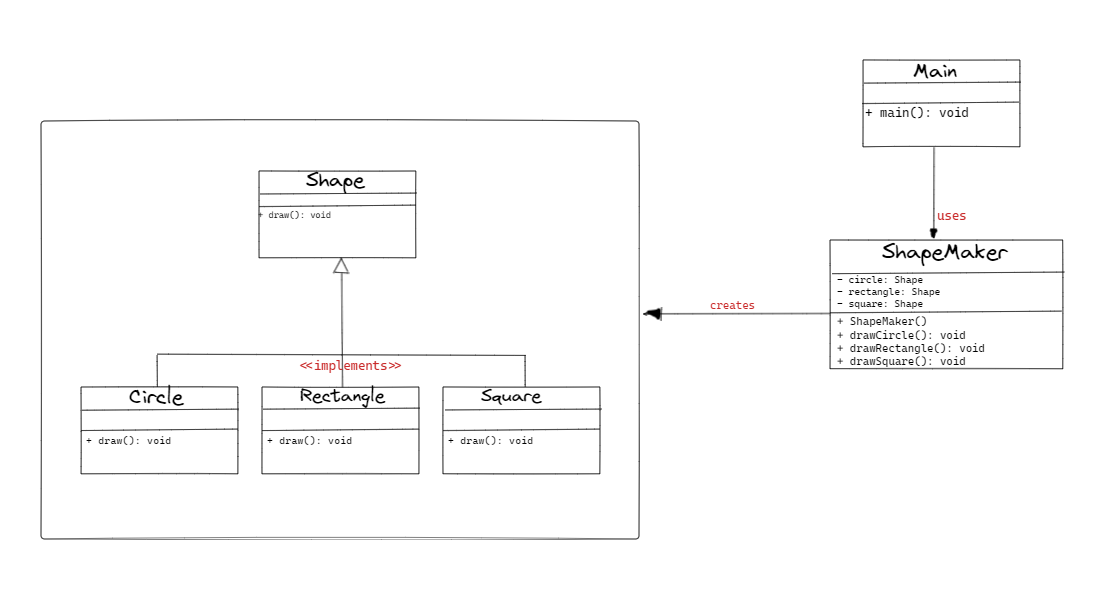 Main
+ main(): void
Shape
+ draw(): void
uses
ShapeMaker
- circle: Shape
- rectangle: Shape
- square: Shape
creates
+ ShapeMaker()
+ drawCircle(): void
+ drawRectangle(): void
+ drawSquare(): void
<<implements>>
Circle
+ draw(): void
Rectangle
+ draw(): void
Square
+ draw(): void